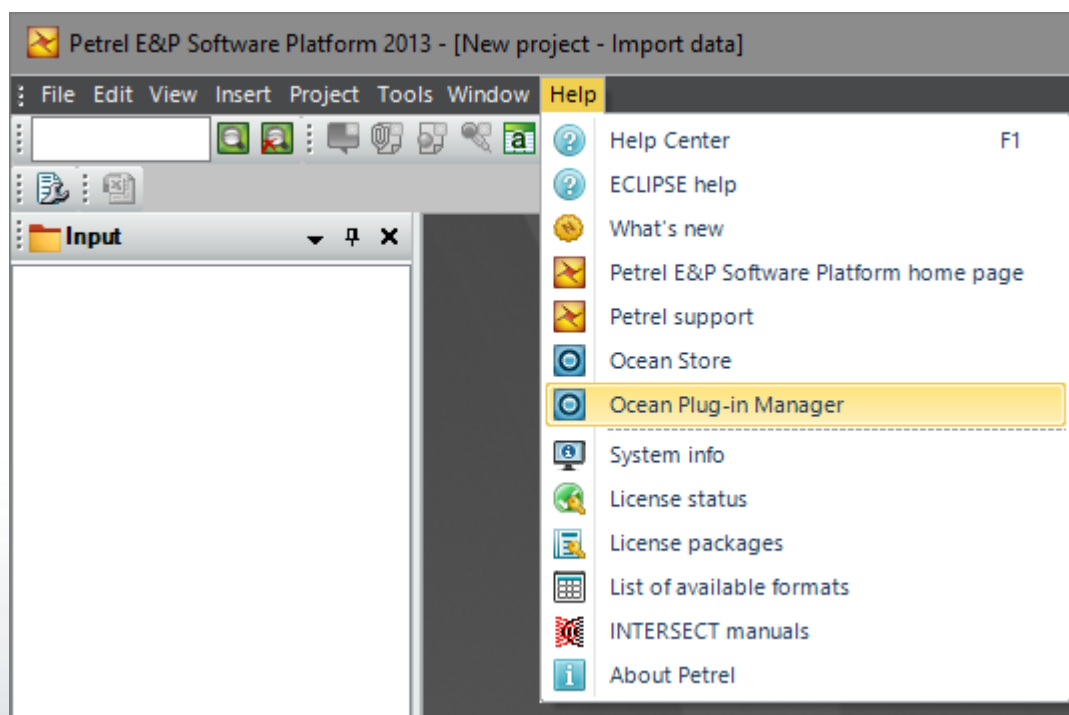 Petrel E&P Software Platform 2013 - [New project - Import data]
File Edit View Insert Project Tools Window Help
a
Input
Help Center F1
ECLIPSE help
What's new
Petrel E&P Software Platform home page
Petrel support
Ocean Store
Ocean Plug-in Manager
System info
License status
License packages
List of available formats
INTERSECT manuals
About Petrel